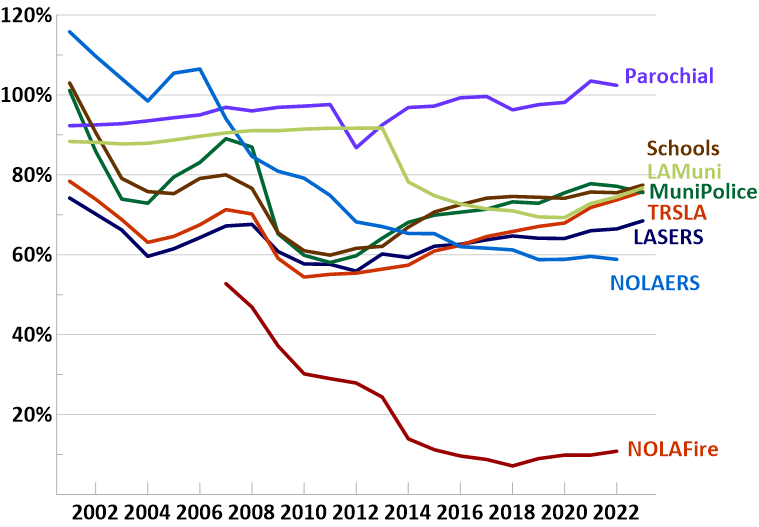 120%
Parochial
100%
Schools
LAMuni
80%
MuniPolice
TRSLA
LASERS
60%
NOLAERS
40%
20%
NOLAFire
2002 2004 2006 2008 2010 2012 2014 2016 2018 2020 2022